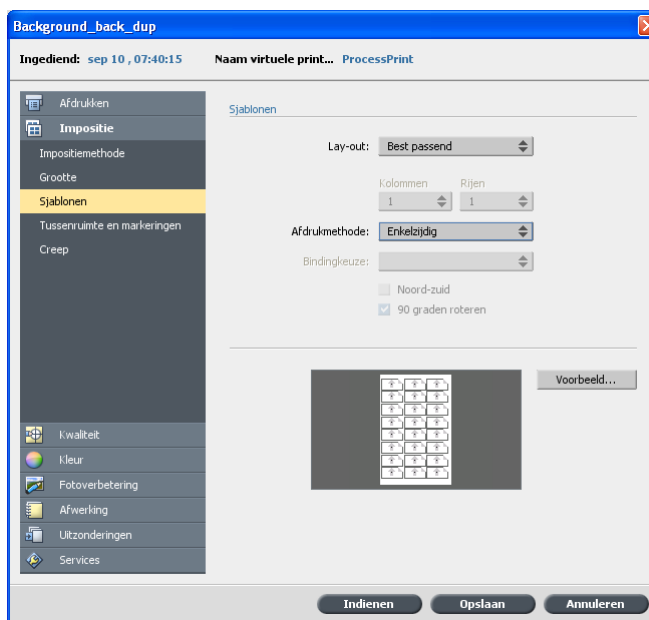 Background_back_dup
Ingediend: sep 10 , 07:40:15 Naam virtuele print... ProcessPrint
Afdrukken
Impositie
Impositiemethode
Grootte
Sjablonen
Tussenruimte en markeringen
Creep
Kwaliteit
Kleur
Fotoverbetering
Afwerking
Uitzonderingen
Services
Sjablonen
Lay-out: Best passend
Kolommen Rijen
1 1
Afdrukmethode: Enkelzijdig
Bindingkeuze:
Noord-zuid
90 graden roteren
Voorbeeld...
Indienen Opslaan Annuleren